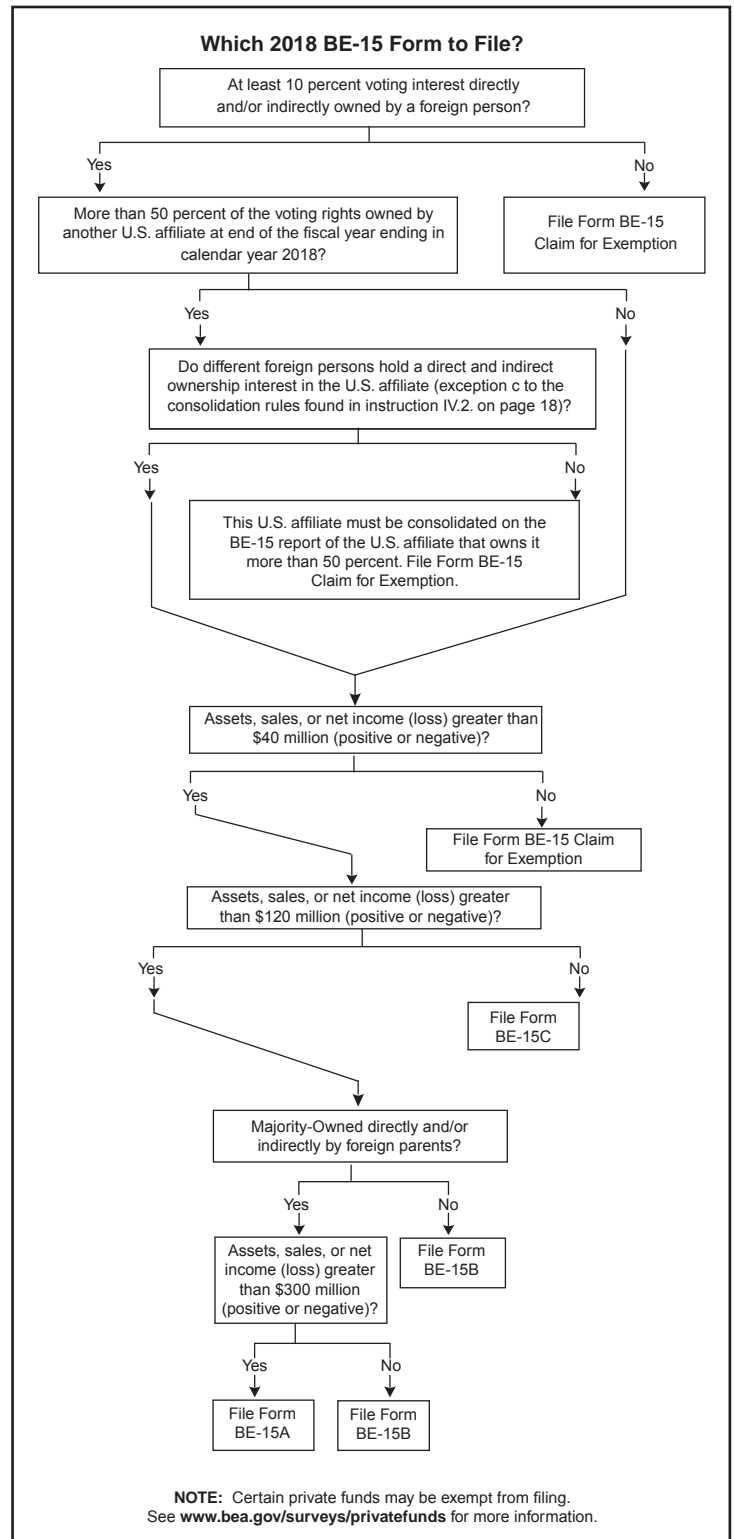 Which 2018 BE-15 Form to File?
At least 10 percent voting interest directly
and/or indirectly owned by a foreign person?
Yes
No
More than 50 percent of the voting rights owned by
another U.S. affiliate at end of the fiscal year ending in
calendar year 2018?
File Form BE-15
Claim for Exemption
Yes
No
Do different foreign persons hold a direct and indirect
ownership interest in the U.S. affiliate (exception c to the
consolidation rules found in instruction IV.2. on page 18)?
Yes
No
This U.S. affiliate must be consolidated on the
BE-15 report of the U.S. affiliate that owns it
more than 50 percent. File Form BE-15
Claim for Exemption.
Assets, sales, or net income (loss) greater than
$40 million (positive or negative)?
Yes
No
File Form BE-15 Claim
for Exemption
Assets, sales, or net income (loss) greater
than $120 million (positive or negative)?
Yes
No
File Form
BE-15C
Majority-Owned directly and/or
indirectly by foreign parents?
Yes
No
Assets, sales, or net
income (loss) greater
than $300 million
(positive or negative)?
File Form
BE-15B
Yes
No
File Form
BE-15A
File Form
BE-15B
NOTE: Certain private funds may be exempt from filing.
See www.bea.gov/surveys/privatefunds for more information.